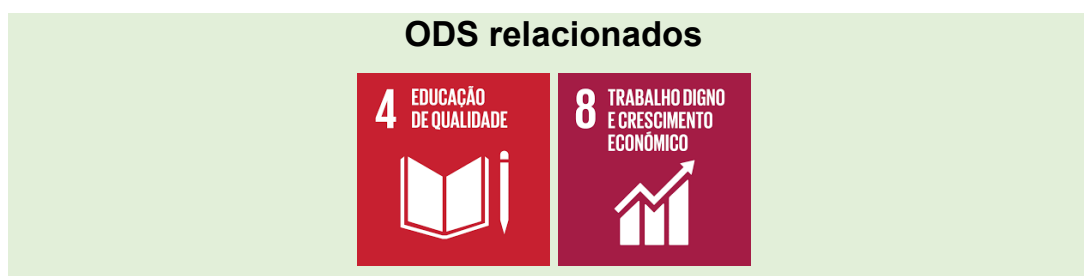 ODS relacionados
4 EDUCAÇÃO
DE QUALIDADE
8 TRABALHO DIGNO
E CRESCIMENTO
ECONÓMICO